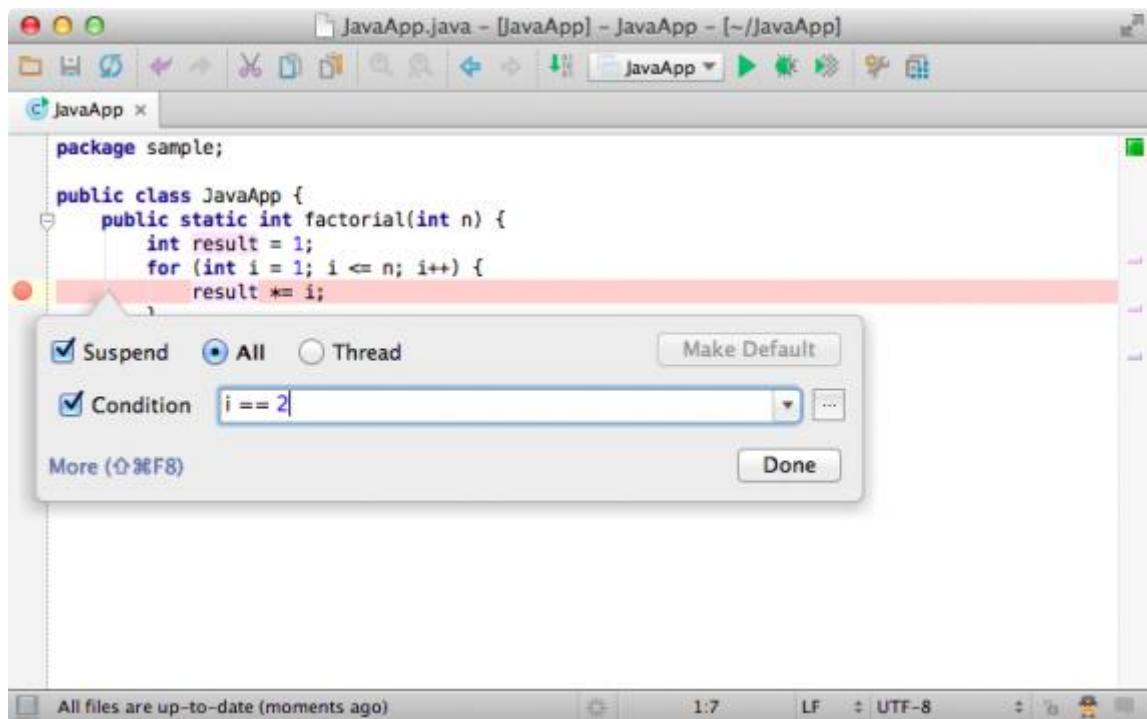 JavaApp.java – [JavaApp] – JavaApp – [~/JavaApp]
JavaApp
JavaApp
package sample;
public class JavaApp {
public static int factorial(int n) {
int result = 1;
for (int i = 1; i <= n; i++) {
result *= i;
}
Suspend All Thread Make Default
Condition i == 2
More (⇧⌘F8) Done
All files are up-to-date (moments ago) 1:7 LF UTF-8